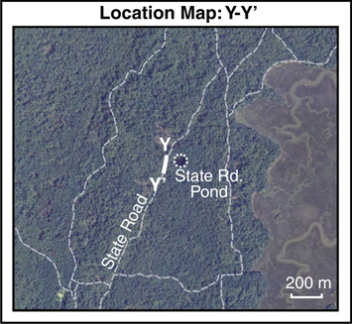 Location Map: Y-Y’
Y
Y’
State Rd.
Pond
State Road
200 m